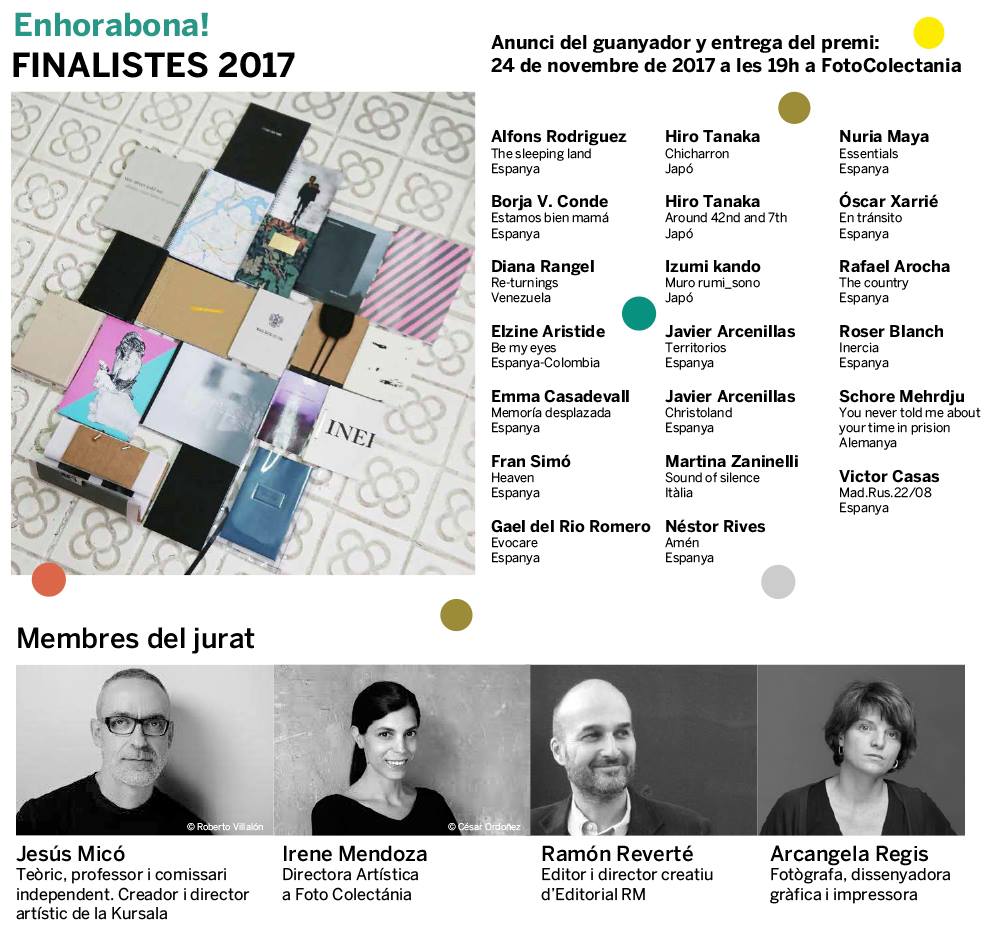 Enhorabona!
FINALISTES 2017
Anunci del guanyador y entrega del premi:
24 de novembre de 2017 a les 19h a FotoColectania
INEI
Alfons Rodriguez
The sleeping land
Espanya
Borja V. Conde
Estamos bien mamá
Espanya
Diana Rangel
Re-turnings
Venezuela
Elzine Aristide
Be my eyes
Espanya-Colombia
Emma Casadevall
Memoría desplazada
Espanya
Fran Simó
Heaven
Espanya
Gael del Rio Romero
Evocare
Espanya
Hiro Tanaka
Chicharron
Japó
Hiro Tanaka
Around 42nd and 7th
Japó
Izumi kando
Muro rumi_sono
Japó
Javier Arcenillas
Territorios
Espanya
Javier Arcenillas
Christoland
Espanya
Martina Zaninelli
Sound of silence
Itàlia
Néstor Rives
Amén
Espanya
Nuria Maya
Essentials
Espanya
Óscar Xarrié
En tránsito
Espanya
Rafael Arocha
The country
Espanya
Roser Blanch
Inercia
Espanya
Schore Mehrdju
You never told me about
your time in prision
Alemanya
Victor Casas
Mad.Rus.22/08
Espanya
Membres del jurat
© Roberto Villalón
© César Ordoñez
Jesús Micó
Teòric, professor i comissari
independent. Creador i director
artístic de la Kursala
Irene Mendoza
Directora Artística
a Foto Colectánia
Ramón Reverté
Editor i director creatiu
d'Editorial RM
Arcangela Regis
Fotògrafa, dissenyadora
gràfica i impressora